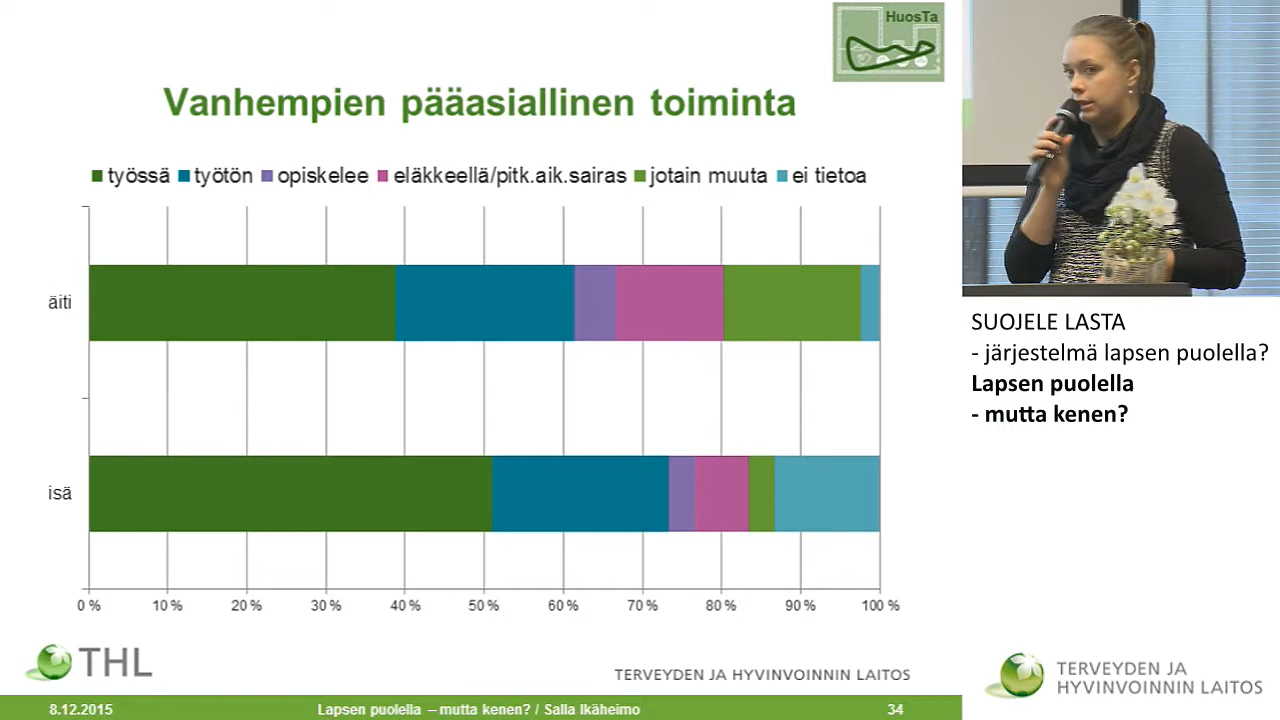 HuosTa
Vanhempien pääasiallinen toiminta
työssä työtön opiskelee eläkkeellä/pitk.aik.sairas jotain muuta ei tietoa
äiti
isä
0 % 10 % 20 % 30 % 40 % 50 % 60 % 70 % 80 % 90 % 100 %
THL
TERVEYDEN JA HYVINVOINNIN LAITOS
8.12.2015 Lapsen puolella – mutta kenen? / Salla Ikäheimo 34
SUOJELE LASTA
- järjestelmä lapsen puolella?
Lapsen puolella
- mutta kenen?
TERVEYDEN JA
HYVINVOINNIN LAITOS